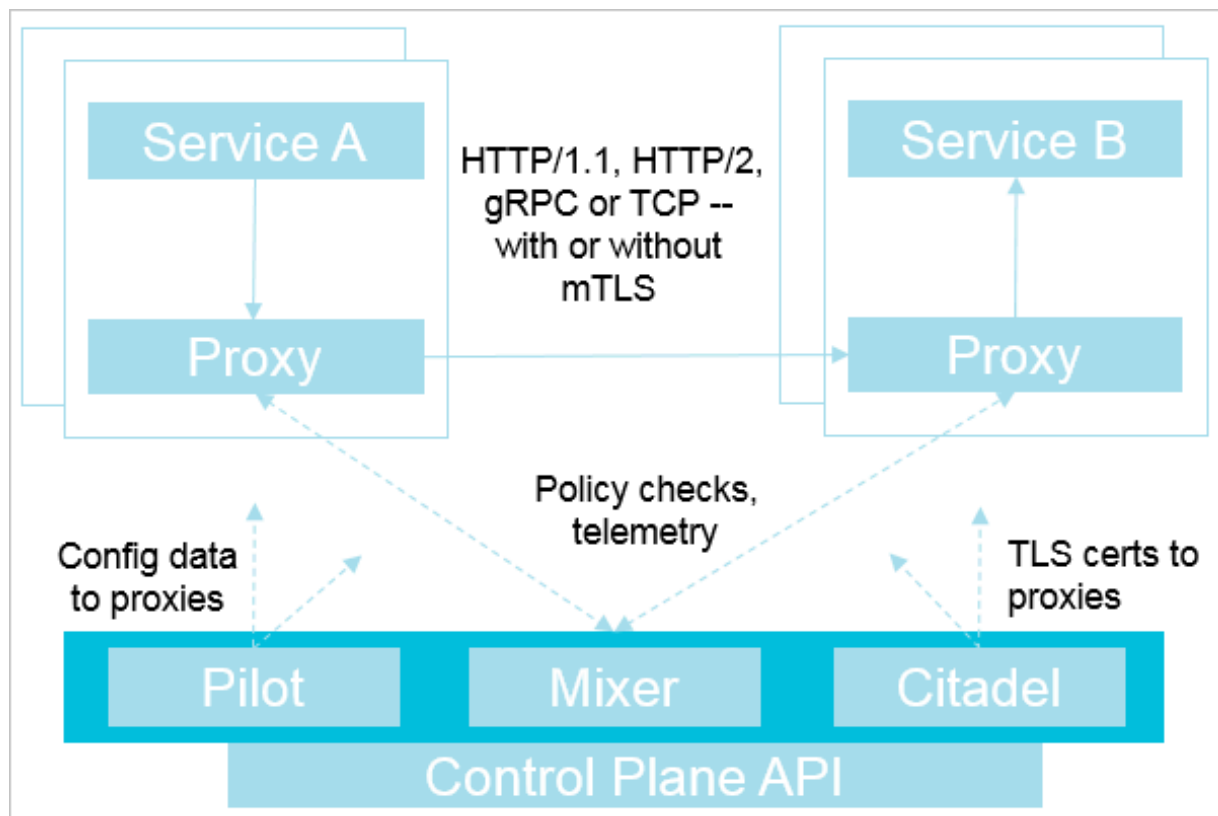 Service A
Service B
HTTP/1.1, HTTP/2,
gRPC or TCP --
with or without
mTLS
Proxy
Proxy
Policy checks,
telemetry
Config data
to proxies
TLS certs to
proxies
Pilot
Mixer
Citadel
Control Plane API